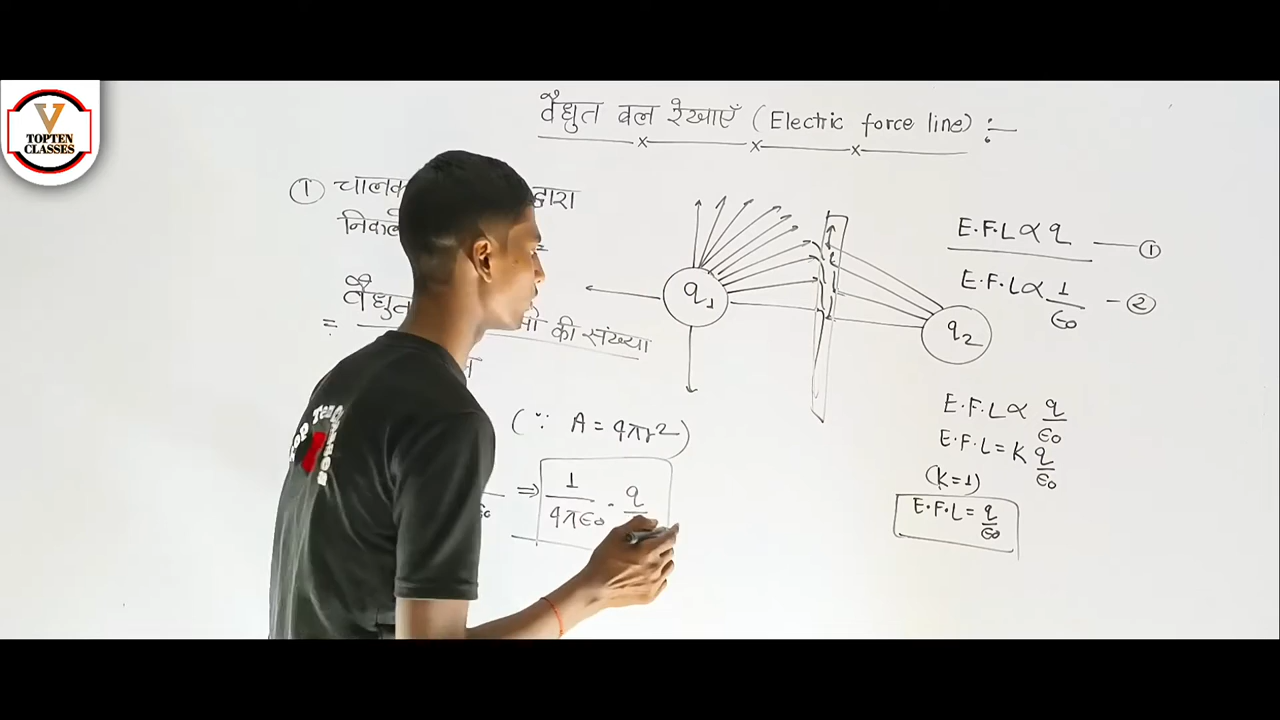 V
TOPTEN
CLASSES
वैद्युत बल रेखाएँ (Electric force line) :-
① चालक द्वारा
E.F.L ∝ q —①
E.F.L ∝ 1/ε₀ —②
q₁
q₂
= वैद्युत की संख्या
(∵ A = 4πr²)
⇒ 1/4πε₀ · q
E.F.L ∝ q/ε₀
E.F.L = K q/ε₀
(K=1)
E.F.L = q/ε₀